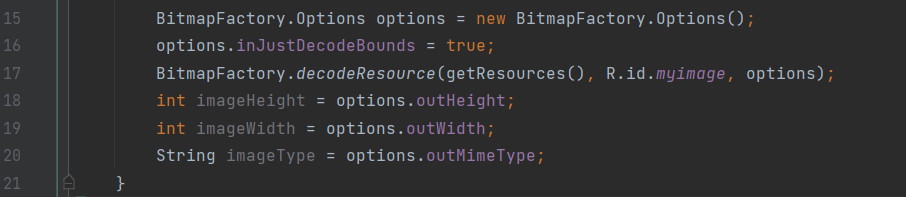 15 BitmapFactory.Options options = new BitmapFactory.Options();
16 options.inJustDecodeBounds = true;
17 BitmapFactory.decodeResource(getResources(), R.id.myimage, options);
18 int imageHeight = options.outHeight;
19 int imageWidth = options.outWidth;
20 String imageType = options.outMimeType;
21 }